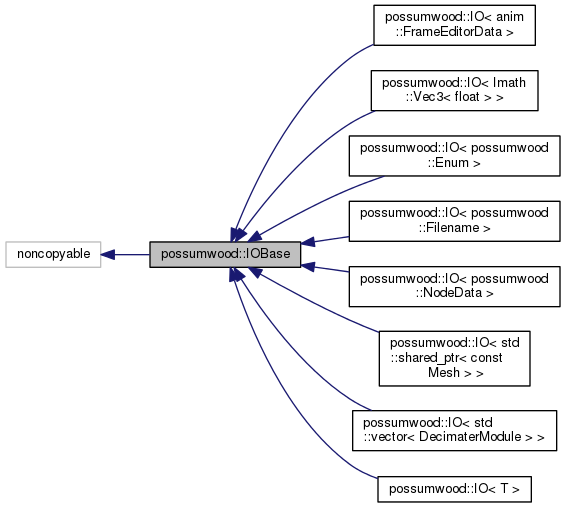 possumwood::IO< anim
::FrameEditorData >
possumwood::IO< Imath
::Vec3< float > >
possumwood::IO< possumwood
::Enum >
possumwood::IO< possumwood
::Filename >
noncopyable
possumwood::IOBase
possumwood::IO< possumwood
::NodeData >
possumwood::IO< std
::shared_ptr< const
Mesh > >
possumwood::IO< std
::vector< DecimaterModule > >
possumwood::IO< T >